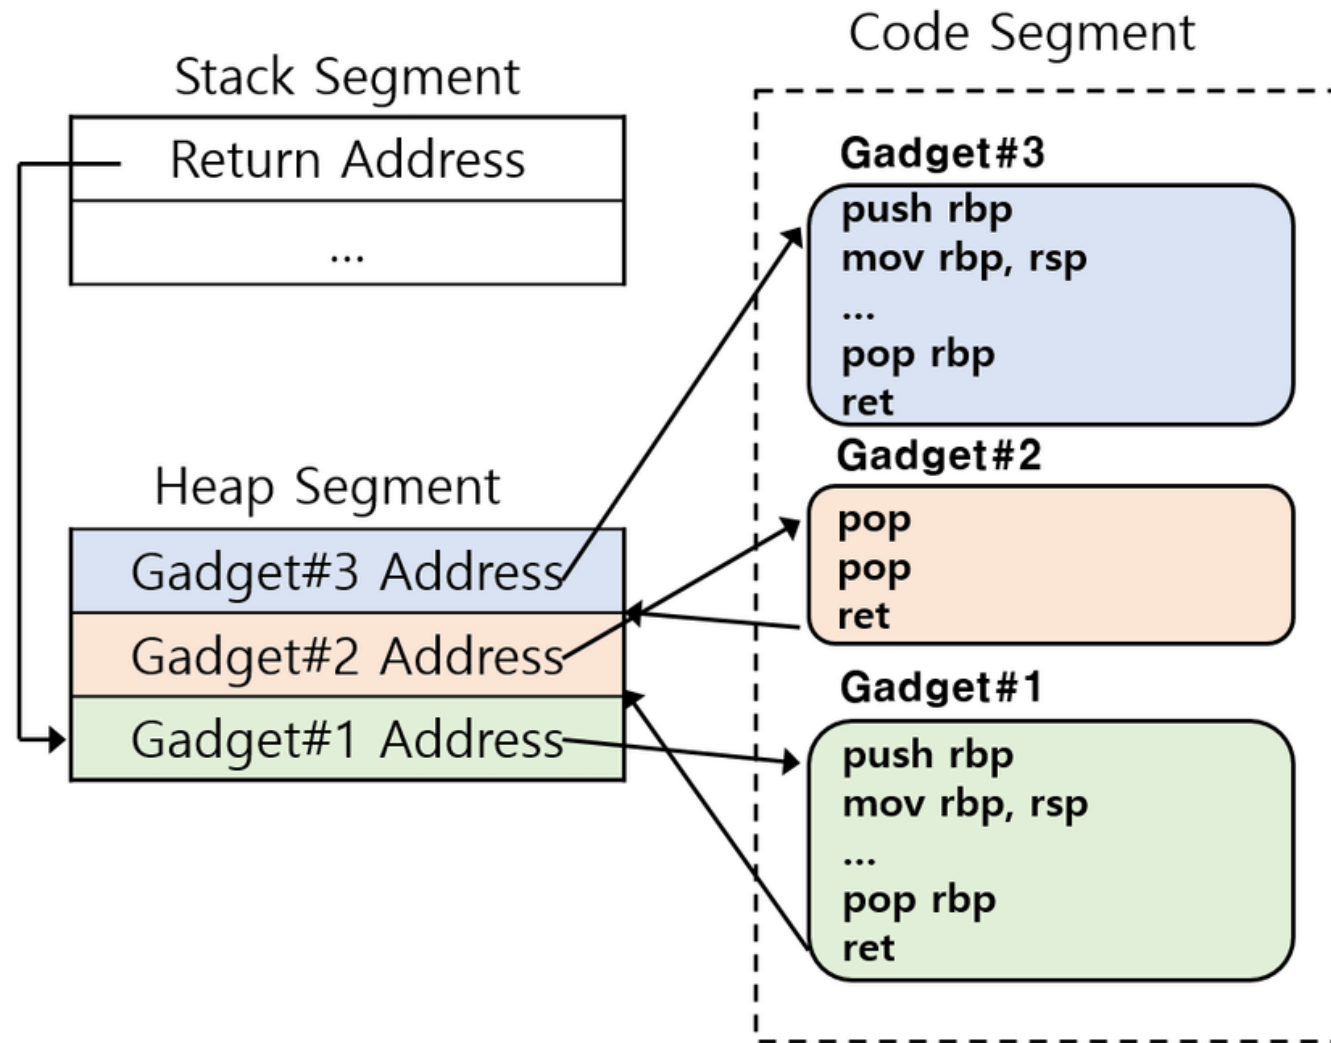 Code Segment
Stack Segment
Return Address
...
Gadget#3
push rbp
mov rbp, rsp
...
pop rbp
ret
Gadget#2
pop
pop
ret
Heap Segment
Gadget#3 Address
Gadget#2 Address
Gadget#1 Address
Gadget#1
push rbp
mov rbp, rsp
...
pop rbp
ret